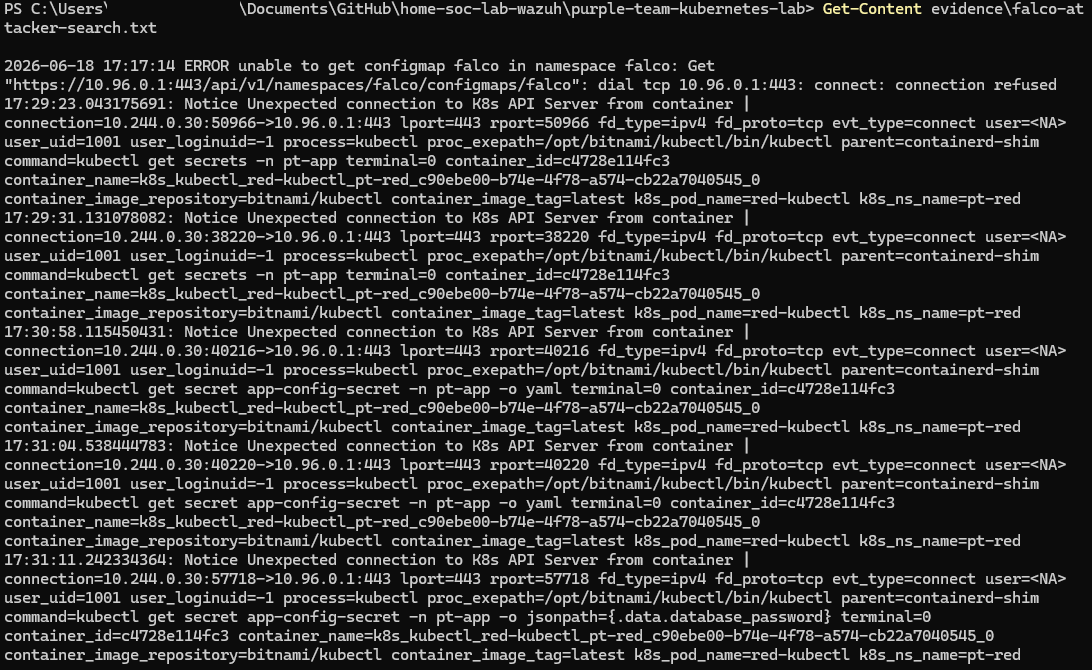 PS C:\Users\ \Documents\GitHub\home-soc-lab-wazuh\purple-team-kubernetes-lab> Get-Content evidence\falco-at
tacker-search.txt
2026-06-18 17:17:14 ERROR unable to get configmap falco in namespace falco: Get
"https://10.96.0.1:443/api/v1/namespaces/falco/configmaps/falco": dial tcp 10.96.0.1:443: connect: connection refused
17:29:23.043175691: Notice Unexpected connection to K8s API Server from container |
connection=10.244.0.30:50966->10.96.0.1:443 lport=443 rport=50966 fd_type=ipv4 fd_proto=tcp evt_type=connect user=<NA>
user_uid=1001 user_loginuid=-1 process=kubectl proc_exepath=/opt/bitnami/kubectl/bin/kubectl parent=containerd-shim
command=kubectl get secrets -n pt-app terminal=0 container_id=c4728e114fc3
container_name=k8s_kubectl_red-kubectl_pt-red_c90ebe00-b74e-4f78-a574-cb22a7040545_0
container_image_repository=bitnami/kubectl container_image_tag=latest k8s_pod_name=red-kubectl k8s_ns_name=pt-red
17:29:31.131078082: Notice Unexpected connection to K8s API Server from container |
connection=10.244.0.30:38220->10.96.0.1:443 lport=443 rport=38220 fd_type=ipv4 fd_proto=tcp evt_type=connect user=<NA>
user_uid=1001 user_loginuid=-1 process=kubectl proc_exepath=/opt/bitnami/kubectl/bin/kubectl parent=containerd-shim
command=kubectl get secrets -n pt-app terminal=0 container_id=c4728e114fc3
container_name=k8s_kubectl_red-kubectl_pt-red_c90ebe00-b74e-4f78-a574-cb22a7040545_0
container_image_repository=bitnami/kubectl container_image_tag=latest k8s_pod_name=red-kubectl k8s_ns_name=pt-red
17:30:58.115450431: Notice Unexpected connection to K8s API Server from container |
connection=10.244.0.30:40216->10.96.0.1:443 lport=443 rport=40216 fd_type=ipv4 fd_proto=tcp evt_type=connect user=<NA>
user_uid=1001 user_loginuid=-1 process=kubectl proc_exepath=/opt/bitnami/kubectl/bin/kubectl parent=containerd-shim
command=kubectl get secret app-config-secret -n pt-app -o yaml terminal=0 container_id=c4728e114fc3
container_name=k8s_kubectl_red-kubectl_pt-red_c90ebe00-b74e-4f78-a574-cb22a7040545_0
container_image_repository=bitnami/kubectl container_image_tag=latest k8s_pod_name=red-kubectl k8s_ns_name=pt-red
17:31:04.538444783: Notice Unexpected connection to K8s API Server from container |
connection=10.244.0.30:40220->10.96.0.1:443 lport=443 rport=40220 fd_type=ipv4 fd_proto=tcp evt_type=connect user=<NA>
user_uid=1001 user_loginuid=-1 process=kubectl proc_exepath=/opt/bitnami/kubectl/bin/kubectl parent=containerd-shim
command=kubectl get secret app-config-secret -n pt-app -o yaml terminal=0 container_id=c4728e114fc3
container_name=k8s_kubectl_red-kubectl_pt-red_c90ebe00-b74e-4f78-a574-cb22a7040545_0
container_image_repository=bitnami/kubectl container_image_tag=latest k8s_pod_name=red-kubectl k8s_ns_name=pt-red
17:31:11.242334364: Notice Unexpected connection to K8s API Server from container |
connection=10.244.0.30:57718->10.96.0.1:443 lport=443 rport=57718 fd_type=ipv4 fd_proto=tcp evt_type=connect user=<NA>
user_uid=1001 user_loginuid=-1 process=kubectl proc_exepath=/opt/bitnami/kubectl/bin/kubectl parent=containerd-shim
command=kubectl get secret app-config-secret -n pt-app -o jsonpath={.data.database_password} terminal=0
container_id=c4728e114fc3 container_name=k8s_kubectl_red-kubectl_pt-red_c90ebe00-b74e-4f78-a574-cb22a7040545_0
container_image_repository=bitnami/kubectl container_image_tag=latest k8s_pod_name=red-kubectl k8s_ns_name=pt-red